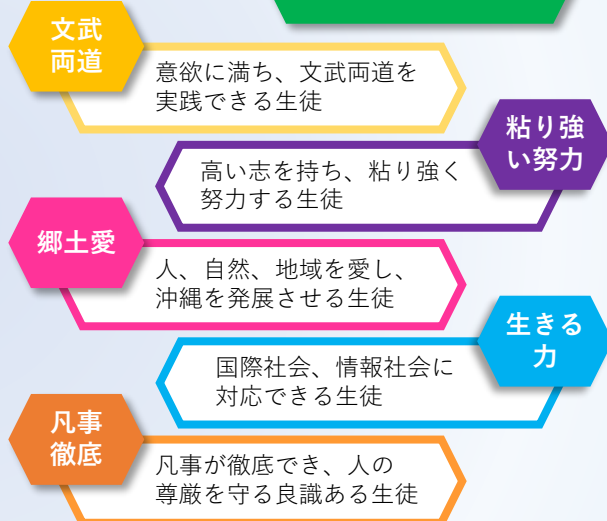 文武
両道
意欲に満ち、文武両道を
実践できる生徒
粘り強
い努力
高い志を持ち、粘り強く
努力する生徒
郷土愛
人、自然、地域を愛し、
沖縄を発展させる生徒
生きる
力
国際社会、情報社会に
対応できる生徒
凡事
徹底
凡事が徹底でき、人の
尊厳を守る良識ある生徒